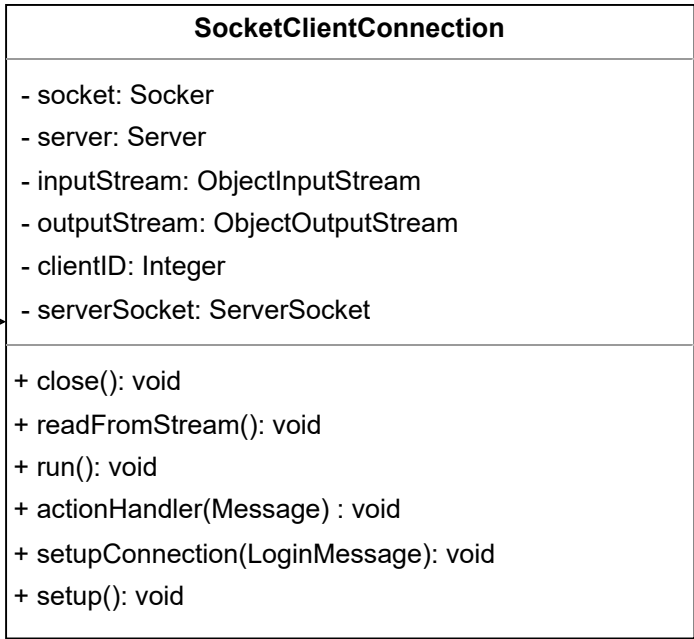 SocketClientConnection
- socket: Socker
- server: Server
- inputStream: ObjectInputStream
- outputStream: ObjectOutputStream
- clientID: Integer
- serverSocket: ServerSocket
+ close(): void
+ readFromStream(): void
+ run(): void
+ actionHandler(Message) : void
+ setupConnection(LoginMessage): void
+ setup(): void